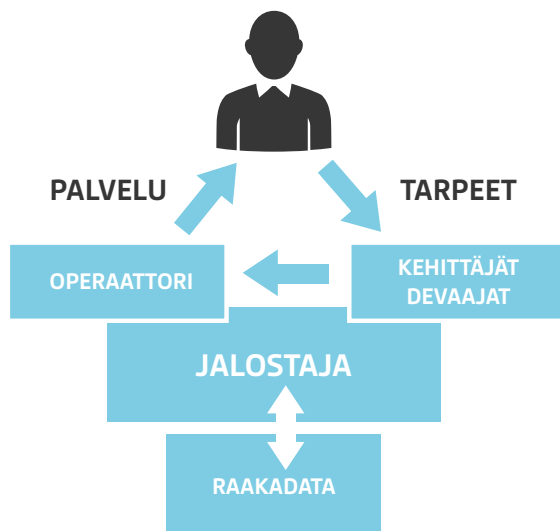 PALVELU
TARPEET
OPERAATTORI
KEHITTÄJÄT
DEVAAJAT
JALOSTAJA
RAAKADATA